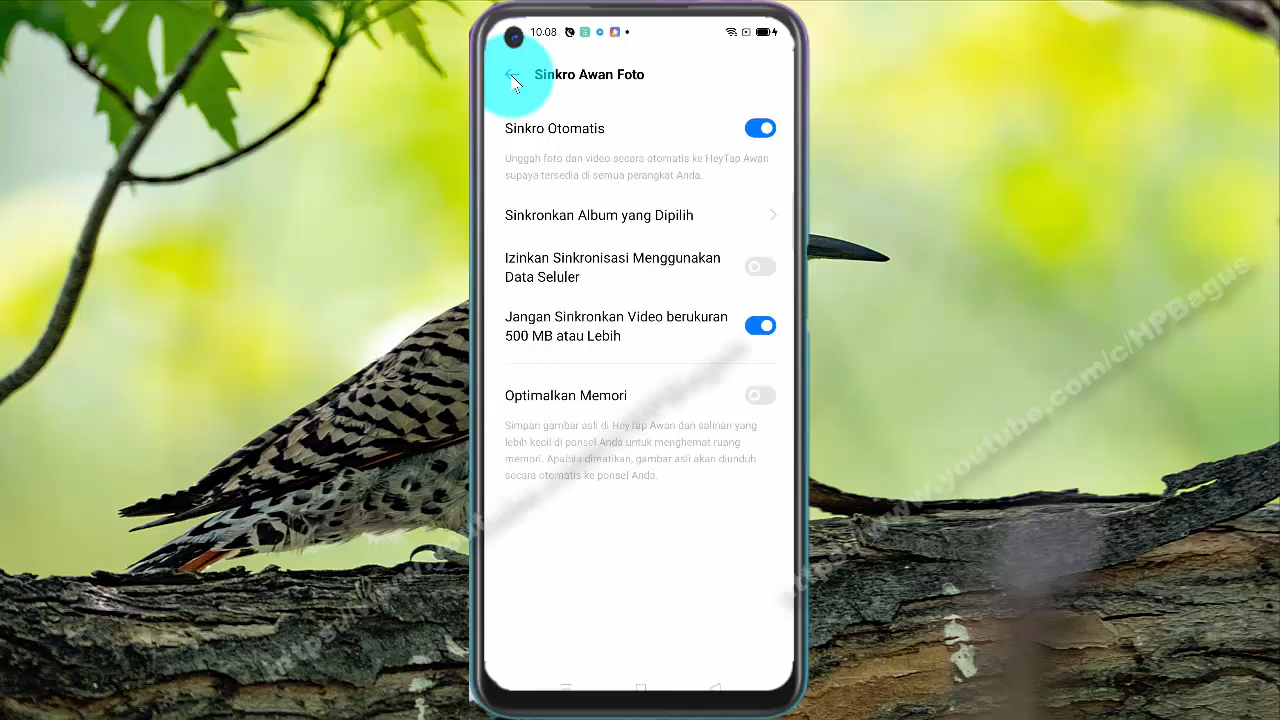 10.08
Sinkro Awan Foto
Sinkro Otomatis
Unggah foto dan video secara otomatis ke HeyTap Awan
supaya tersedia di semua perangkat Anda.
Sinkronkan Album yang Dipilih
Izinkan Sinkronisasi Menggunakan
Data Seluler
Jangan Sinkronkan Video berukuran
500 MB atau Lebih
Optimalkan Memori
Simpan gambar asli di HeyTap Awan dan salinan yang
lebih kecil di ponsel Anda untuk menghemat ruang
memori. Apabila dimatikan, gambar asli akan diunduh
secara otomatis ke ponsel Anda.
www.youtube.com/c/HPBagus